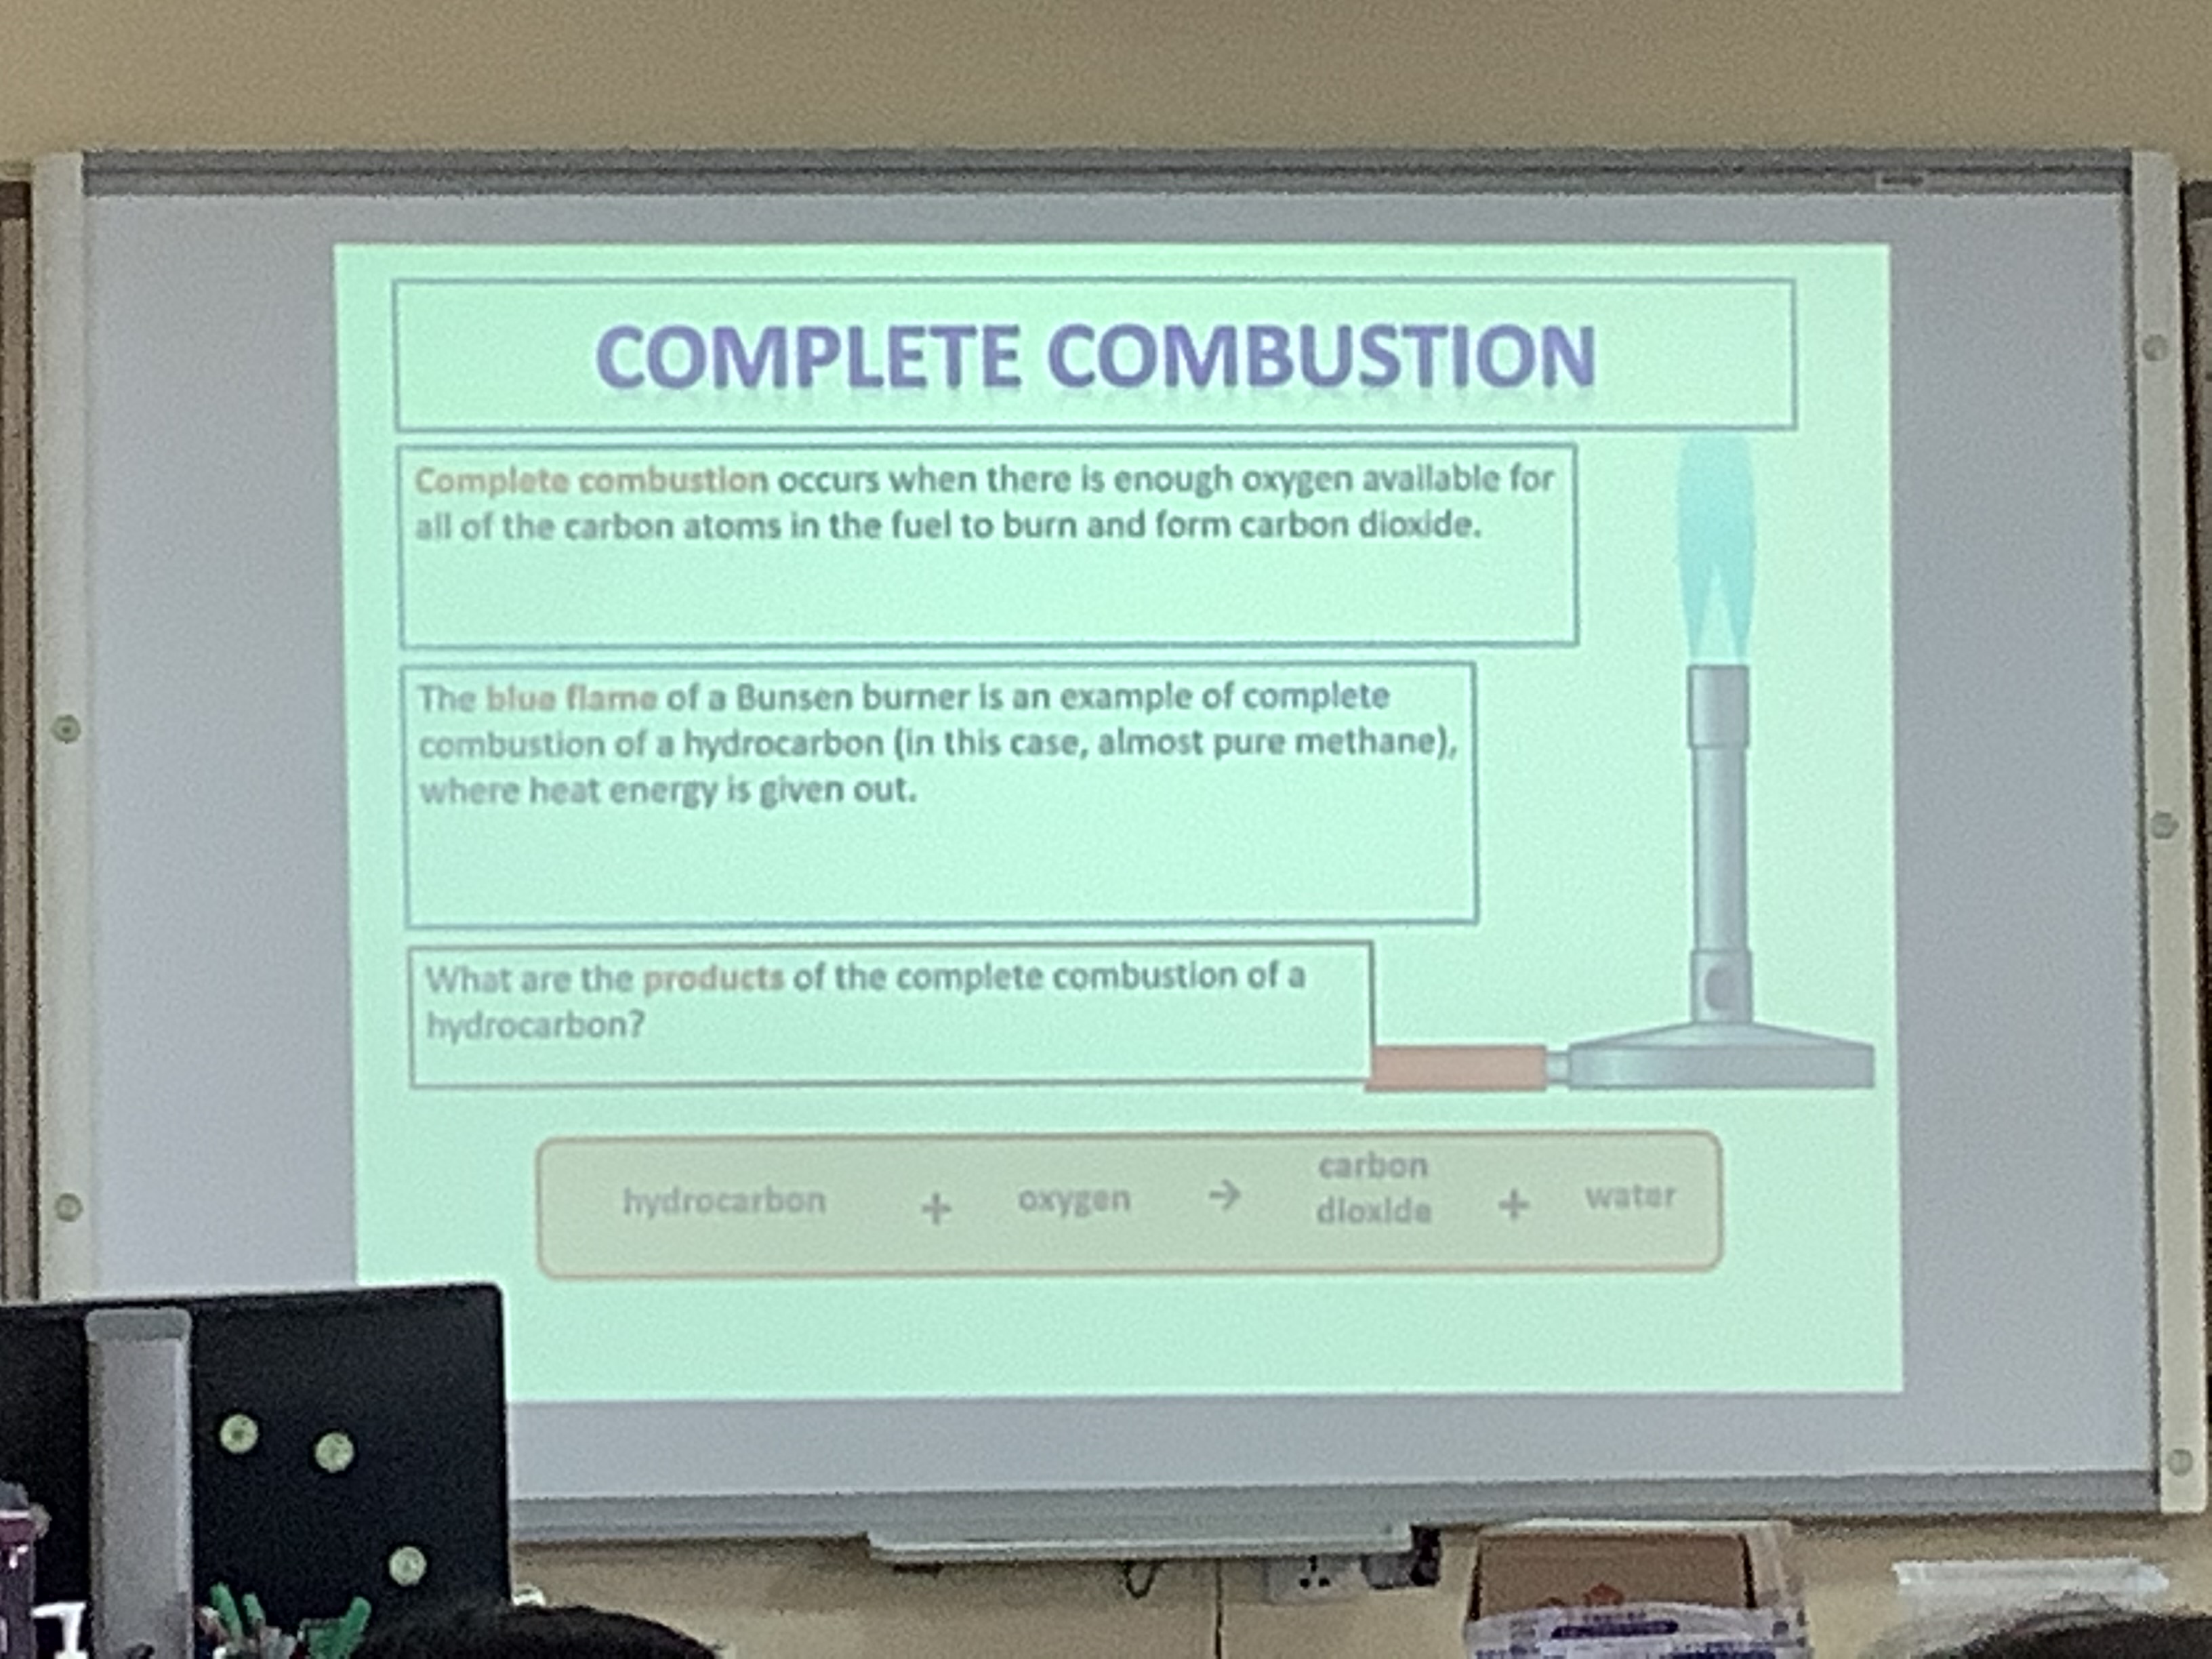 COMPLETE COMBUSTION
Complete combustion occurs when there is enough oxygen available for
all of the carbon atoms in the fuel to burn and form carbon dioxide.
The blue flame of a Bunsen burner is an example of complete
combustion of a hydrocarbon (in this case, almost pure methane),
where heat energy is given out.
What are the products of the complete combustion of a
hydrocarbon?
hydrocarbon + oxygen → carbon
dioxide + water